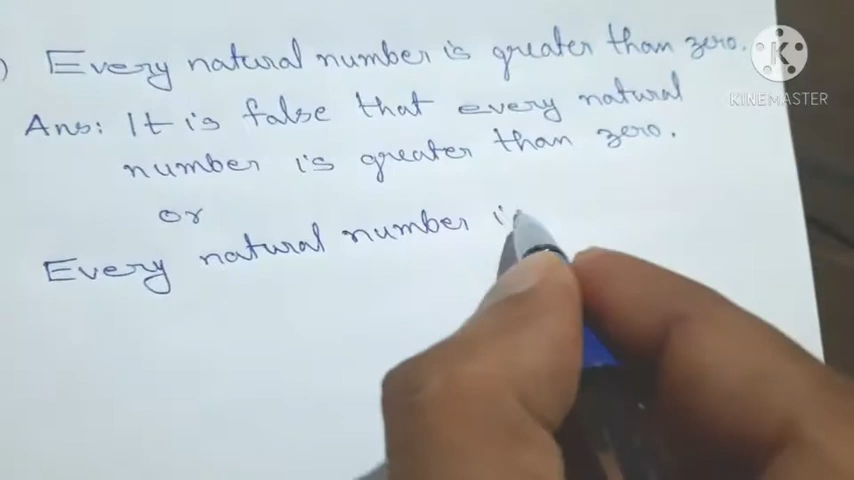 ) Every natural number is greater than zero.
KINEMASTER
Ans: It is false that every natural
number is greater than zero.
or
Every natural number is